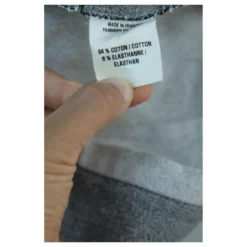 MADE IN FRANCE
94 % COTON / COTTON
6 % ELASTHANNE /
ELASTHAN